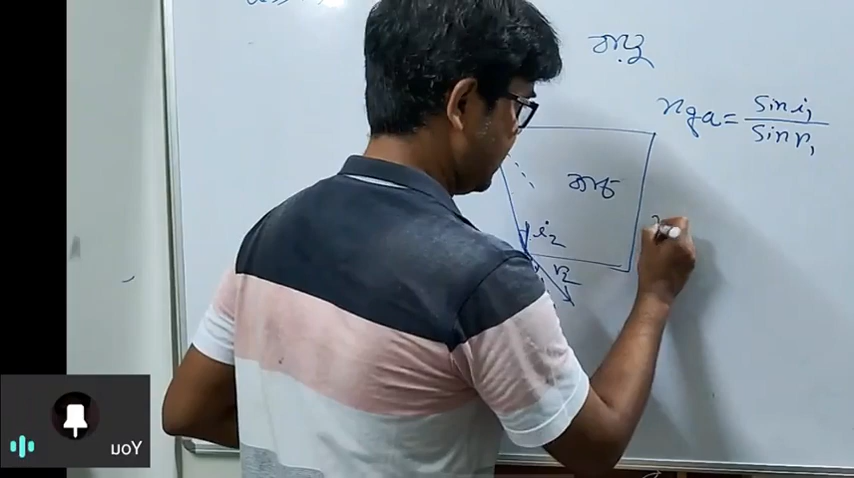 বায়ু
nga = sin i₁ / sin r₁
কাচ
i₂
r₂
You